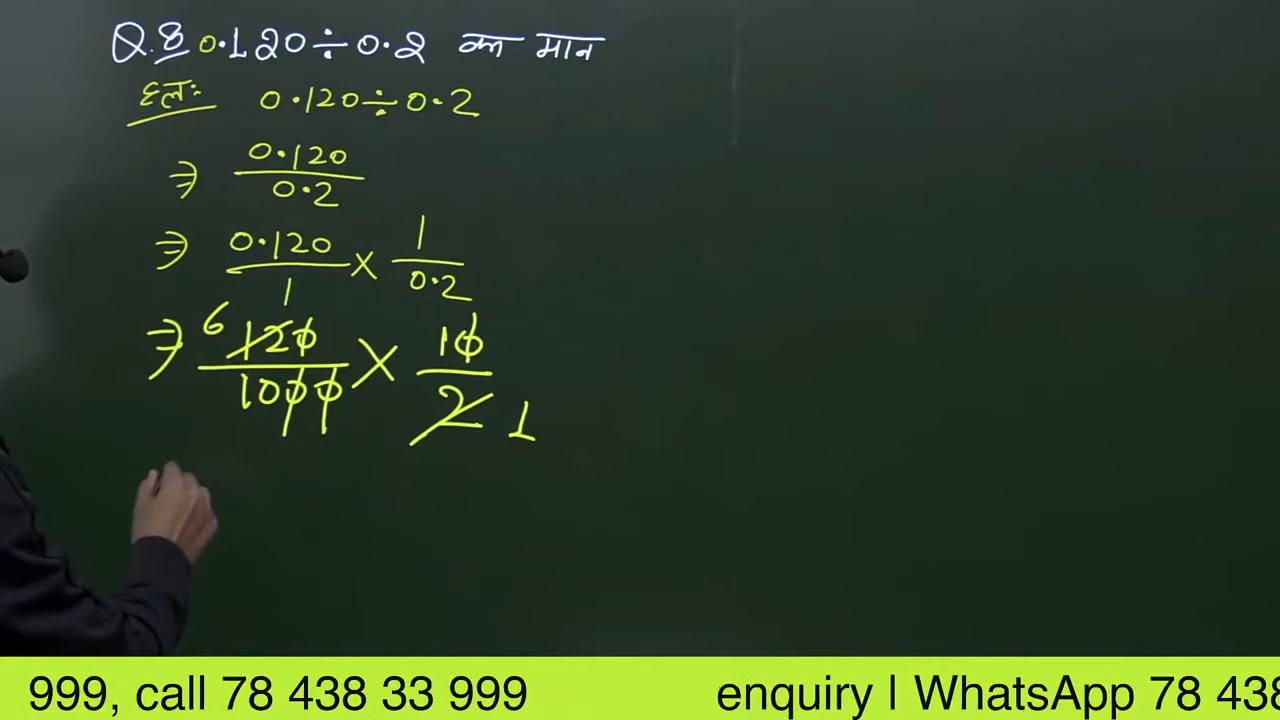 Q.8 0.120÷0.2 का मान
हलः 0.120÷0.2
⇒ 0.120/0.2
⇒ 0.120/1 × 1/0.2
⇒ 6 120/1000 × 10/2 1
999, call 78 438 33 999 enquiry | WhatsApp 78 438